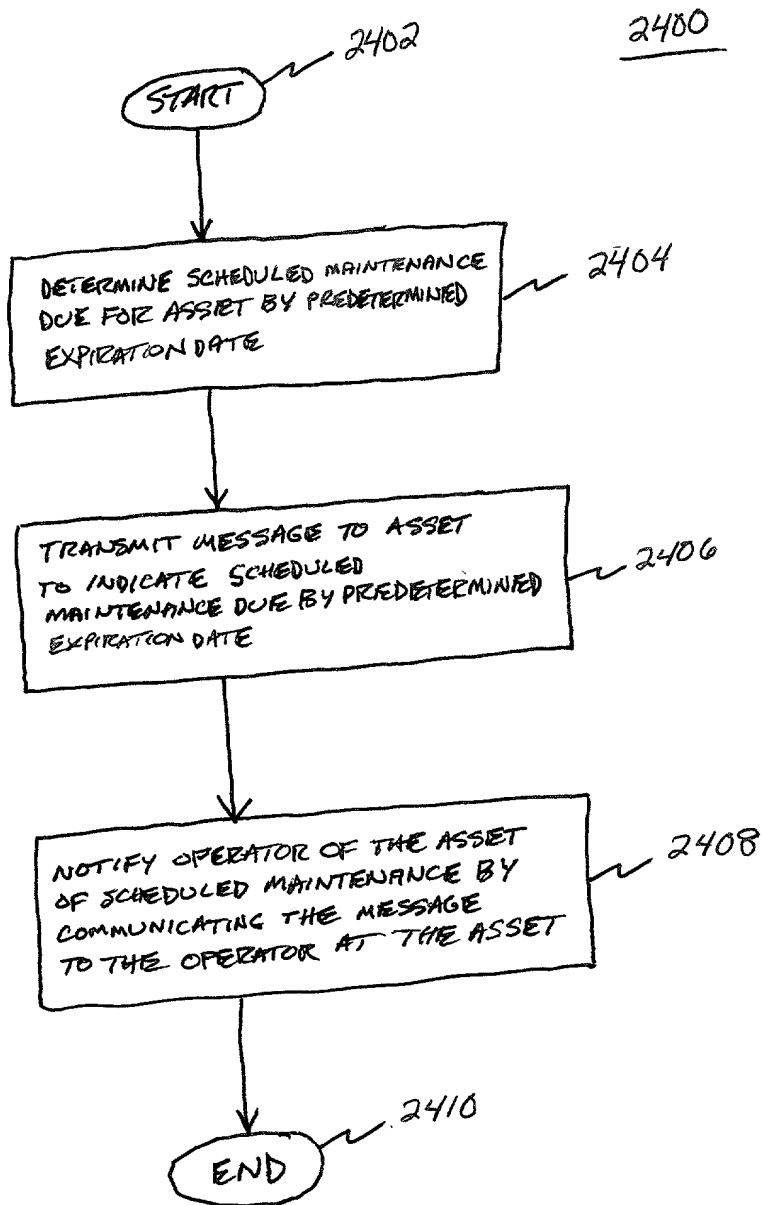 2400
2402
START
DETERMINE SCHEDULED MAINTENANCE
DUE FOR ASSET BY PREDETERMINED
EXPIRATION DATE
2404
TRANSMIT MESSAGE TO ASSET
TO INDICATE SCHEDULED
MAINTENANCE DUE BY PREDETERMINED
EXPIRATION DATE
2406
NOTIFY OPERATOR OF THE ASSET
OF SCHEDULED MAINTENANCE BY
COMMUNICATING THE MESSAGE
TO THE OPERATOR AT THE ASSET
2408
2410
END